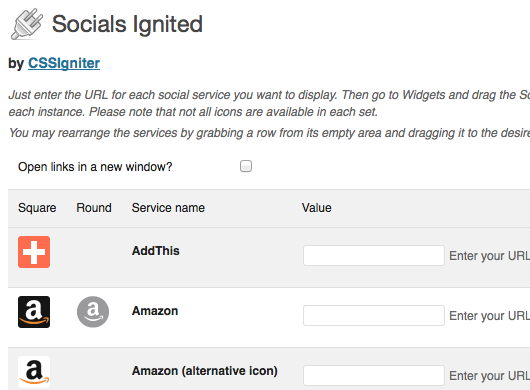 Socials Ignited
by CSSIgniter
Just enter the URL for each social service you want to display. Then go to Widgets and drag the
each instance. Please note that not all icons are available in each set.
You may rearrange the services by grabbing a row from its empty area and dragging it to the
Open links in a new window?
Square Round Service name Value
AddThis
Enter your URL
a a Amazon
Enter your URL
a Amazon (alternative icon)
Enter your URL